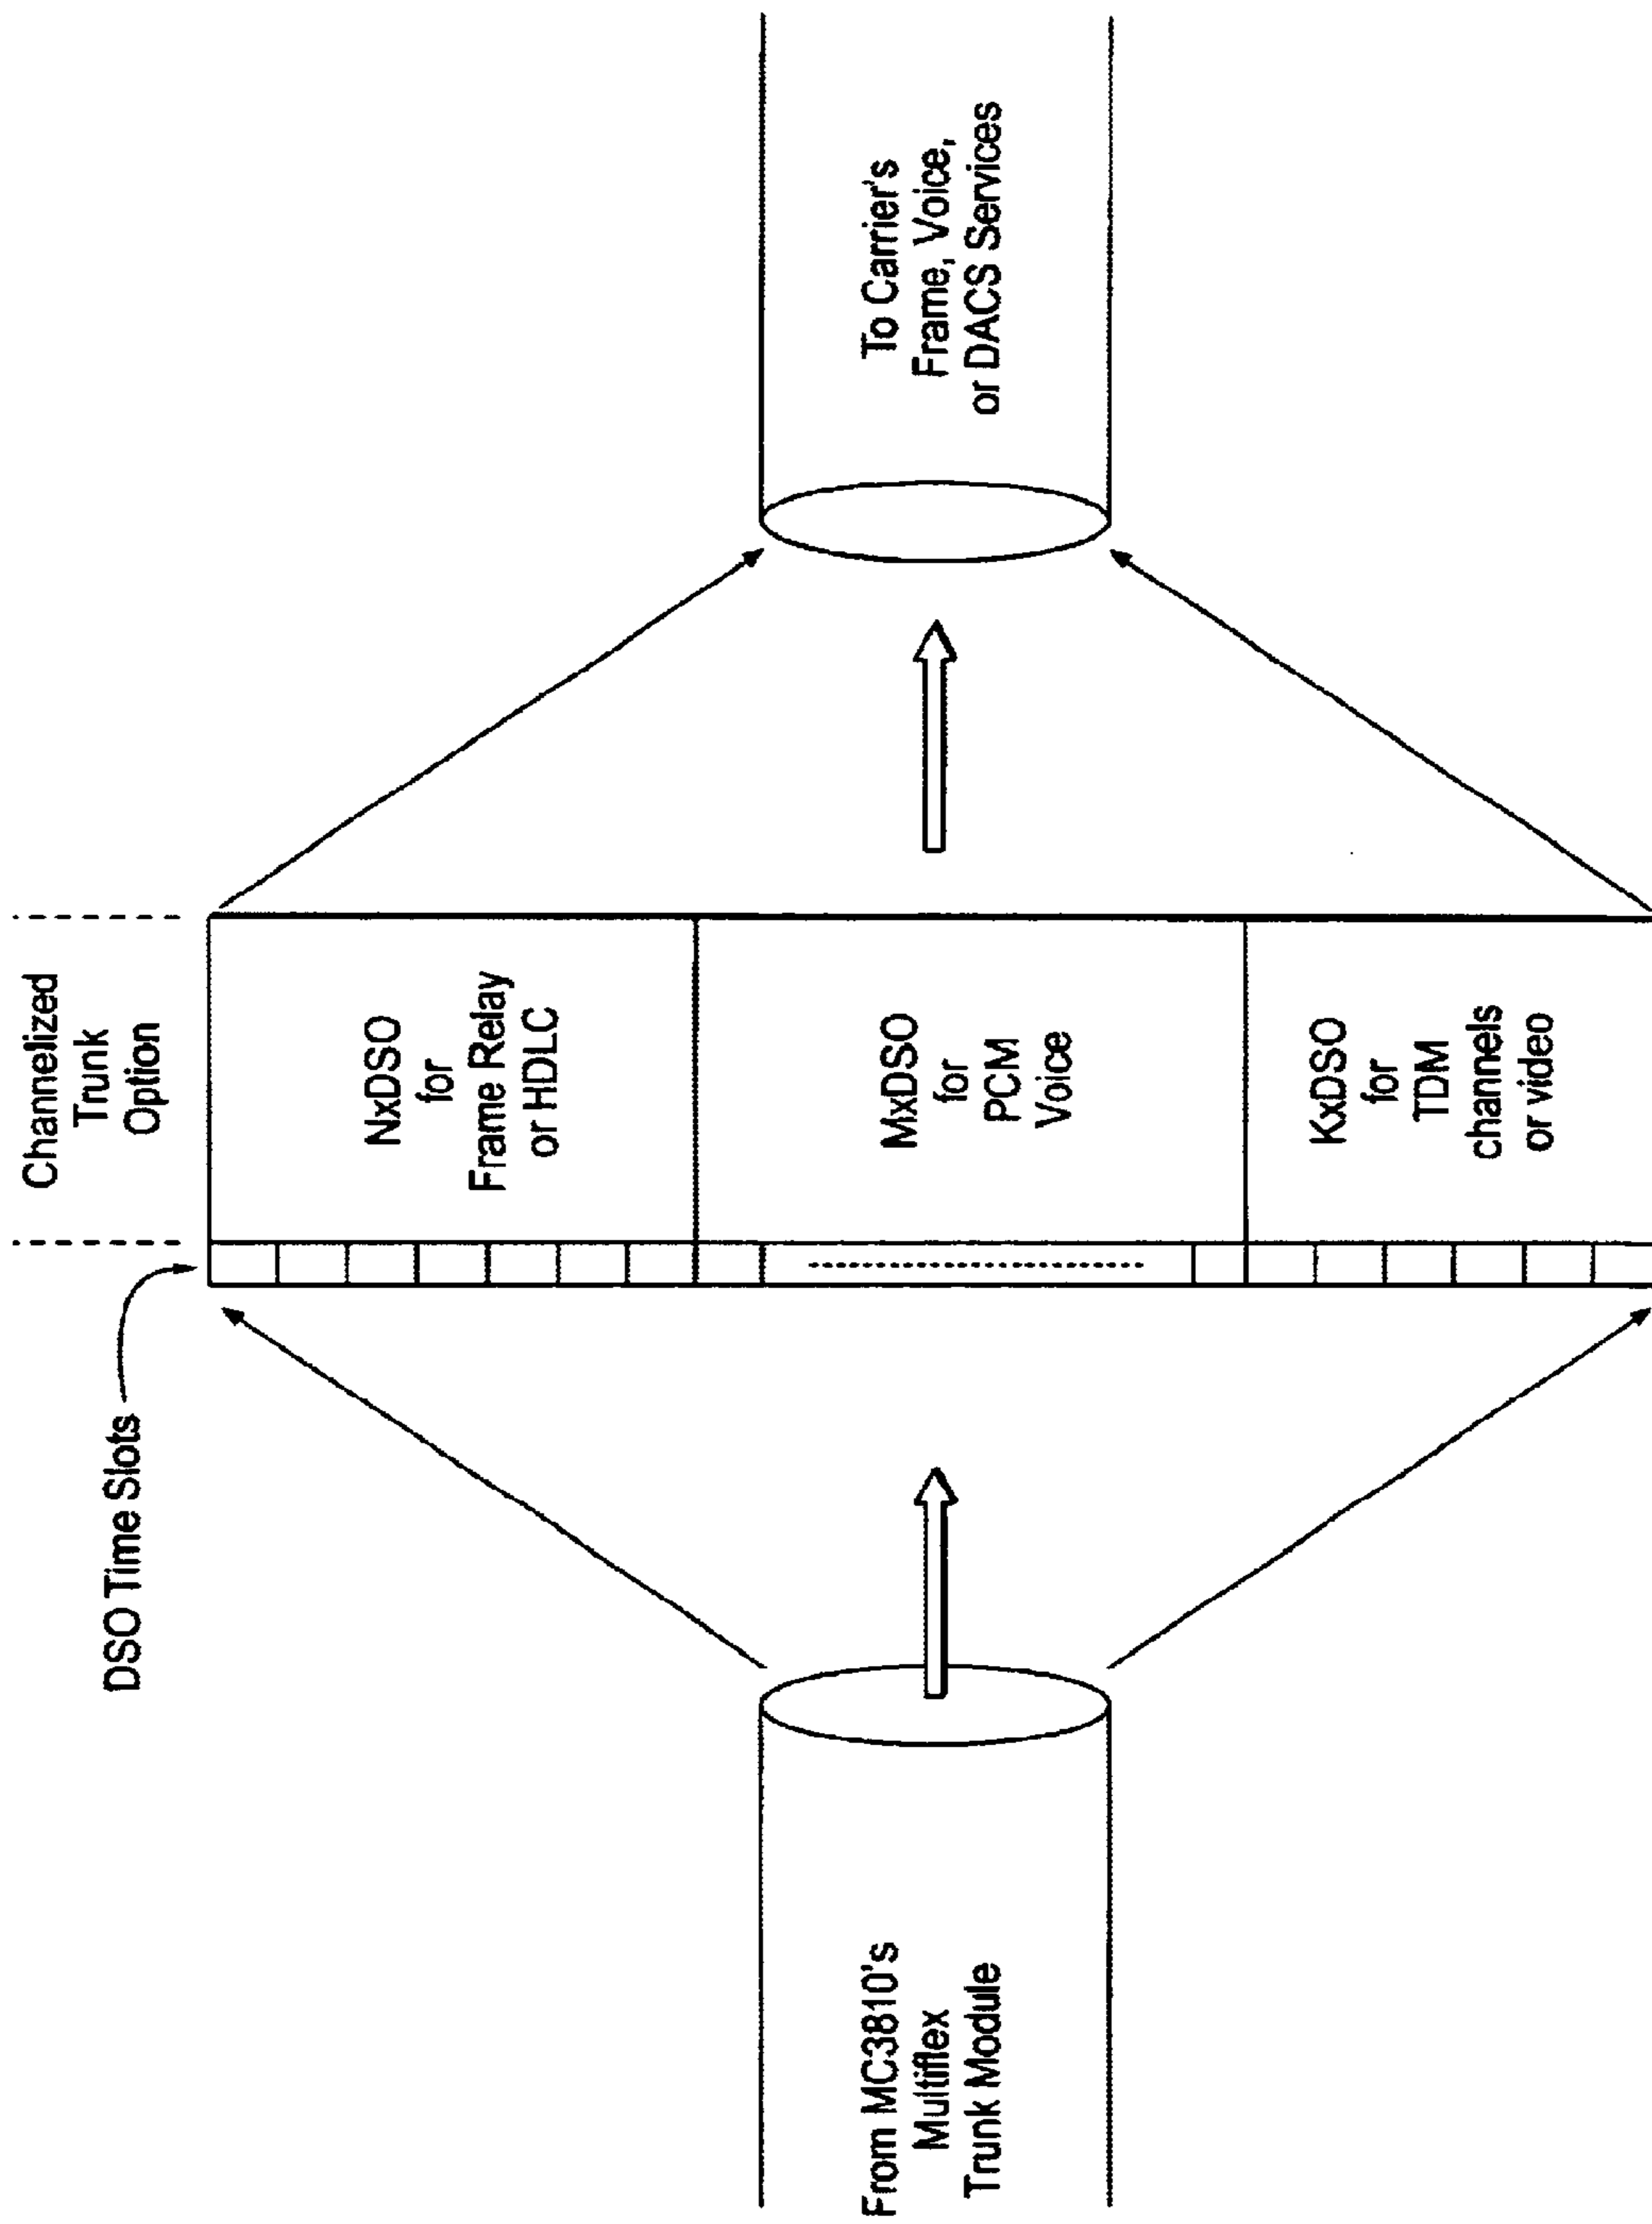 Channelized
Trunk
Option
DSO Time Slots
NxDSO
for
Frame Relay
or HDLC
MxDSO
for
PCM
Voice
KxDSO
for
TDM
channels
or video
From MC3810's
Multiflex
Trunk Module
To Carrier's
Frame, Voice,
or DACS Services